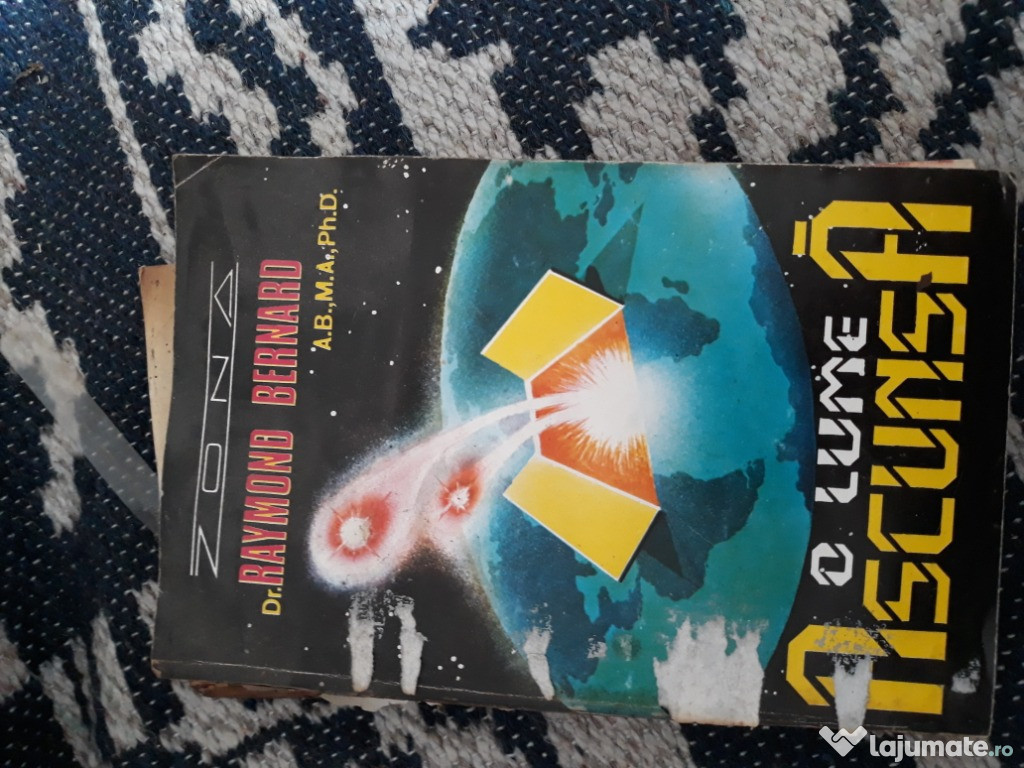 ZONA
Dr. RAYMOND BERNARD
A.B., M.A., Ph.D.
O LUME
ASCUNSĂ
lajumate.ro